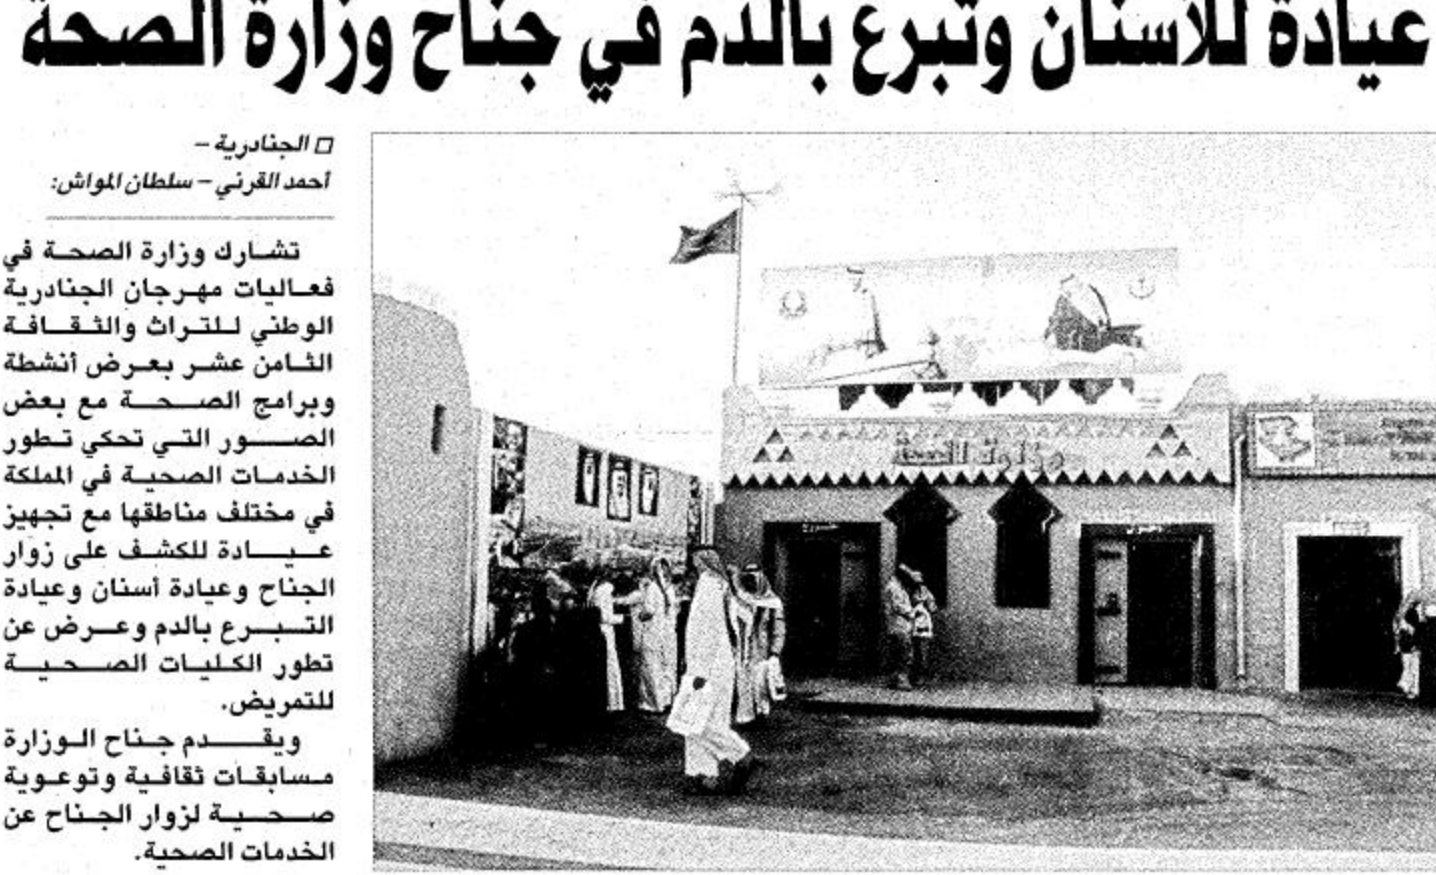 عيادة للأسنان وتبرع بالدم في جناح وزارة الصحة
□ الجنادرية –
أحمد القرني – سلطان المواش:
تشارك وزارة الصحة في
فعاليات مهرجان الجنادرية
الوطني للتراث والثقافة
الثامن عشر بعرض أنشطة
وبرامج الصحة مع بعض
الصور التي تحكي تطور
الخدمات الصحية في المملكة
في مختلف مناطقها مع تجهيز
عيادة للكشف على زوار
الجناح وعيادة أسنان وعيادة
التبرع بالدم وعرض عن
تطور الكليات الصحية
للتمريض.
ويقدم جناح الوزارة
مسابقات ثقافية وتوعوية
صحية لزوار الجناح عن
الخدمات الصحية.
وزارة الصحة